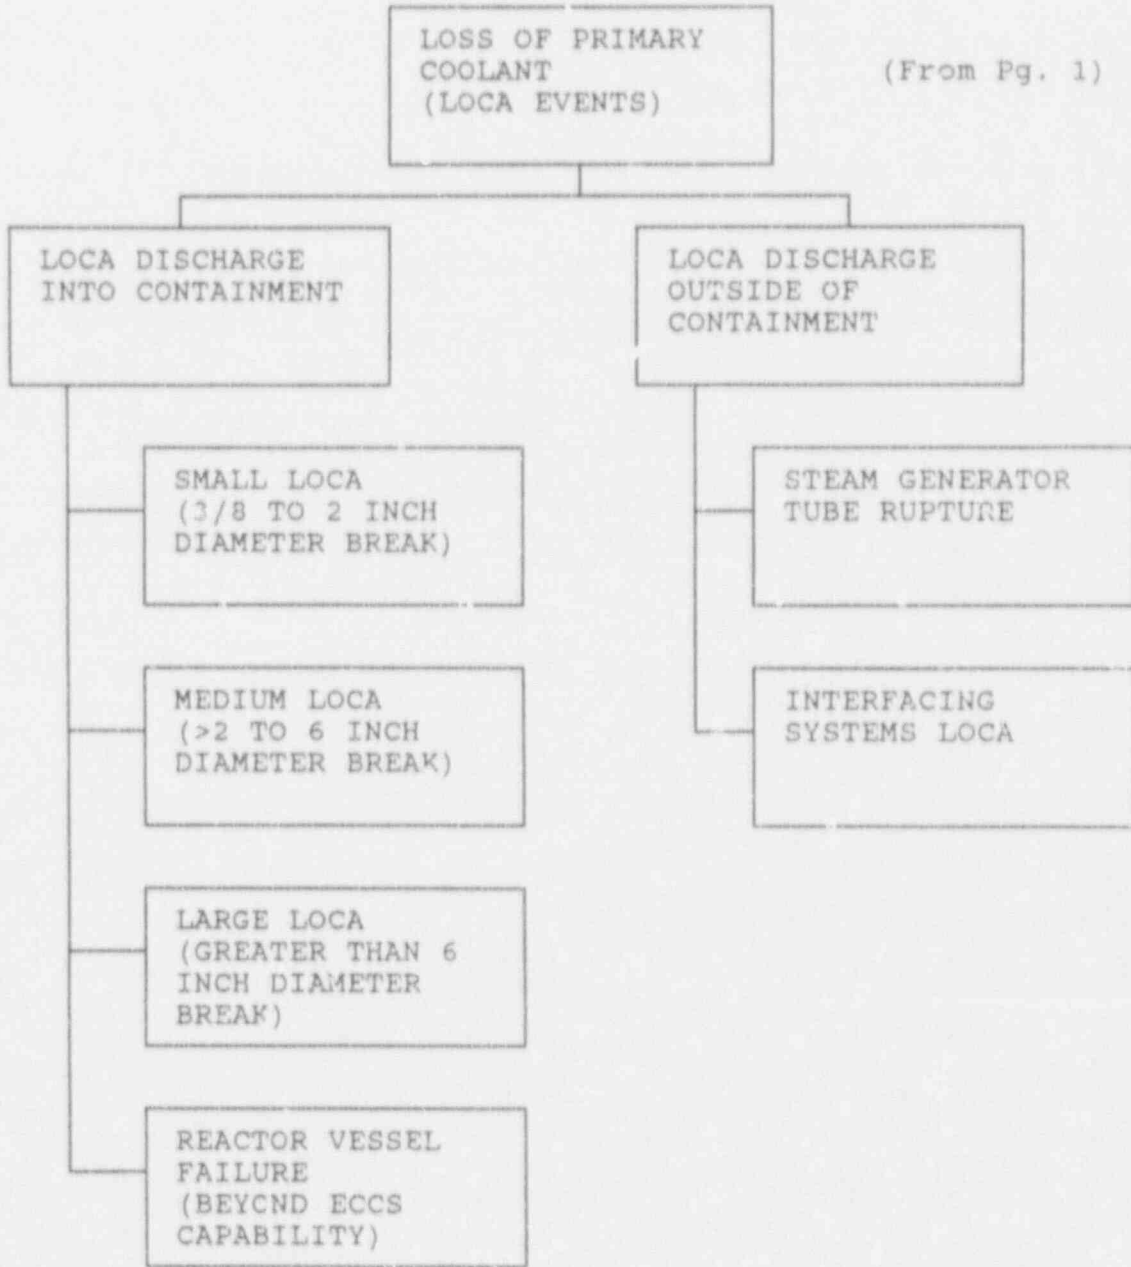 LOSS OF PRIMARY
COOLANT
(LOCA EVENTS)
(From Pg. 1)
LOCA DISCHARGE
INTO CONTAINMENT
LOCA DISCHARGE
OUTSIDE OF
CONTAINMENT
SMALL LOCA
(3/8 TO 2 INCH
DIAMETER BREAK)
STEAM GENERATOR
TUBE RUPTURE
MEDIUM LOCA
(>2 TO 6 INCH
DIAMETER BREAK)
INTERFACING
SYSTEMS LOCA
LARGE LOCA
(GREATER THAN 6
INCH DIAMETER
BREAK)
REACTOR VESSEL
FAILURE
(BEYOND ECCS
CAPABILITY)